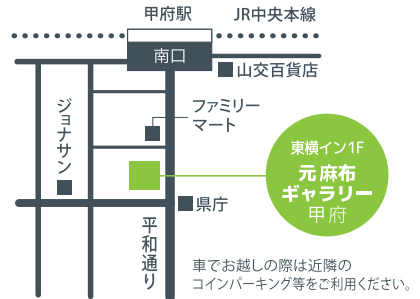 甲府駅
JR中央本線
南口
山交百貨店
ファミリー
マート
ジョナサン
東横イン1F
元麻布
ギャラリー
甲府
県庁
平和通り
車でお越しの際は近隣の
コインパーキング等をご利用ください。